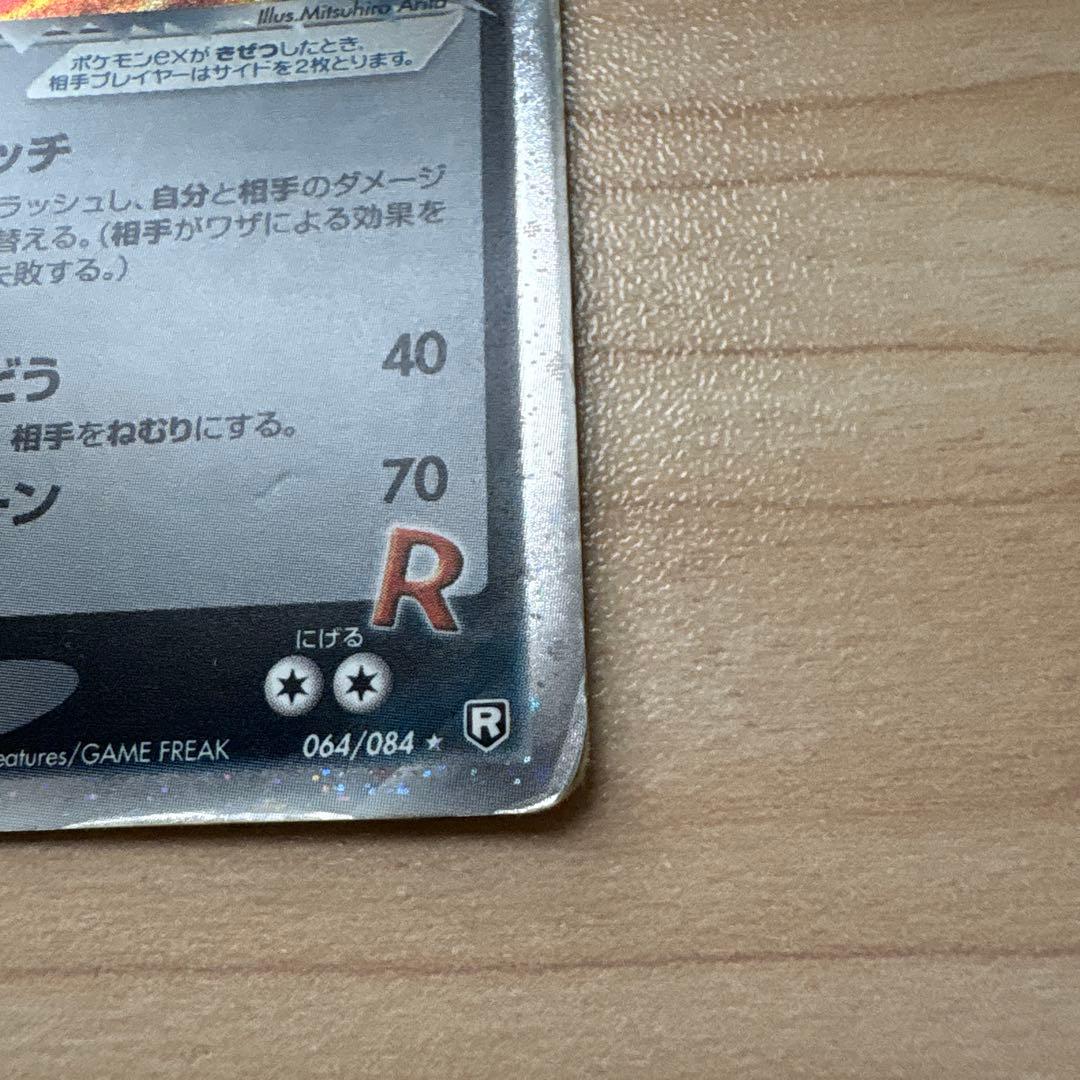 Illus.Mitsuhiro Arita
ポケモンexが きぜつしたとき、
相手プレイヤーはサイドを2枚とります。
ッチ
ラッシュし、自分と相手のダメージ
替える。(相手がワザによる効果を
失敗する。)
どう 40
相手をねむりにする。
ーン 70
R
にげる
eatures/GAME FREAK 064/084 ★ R